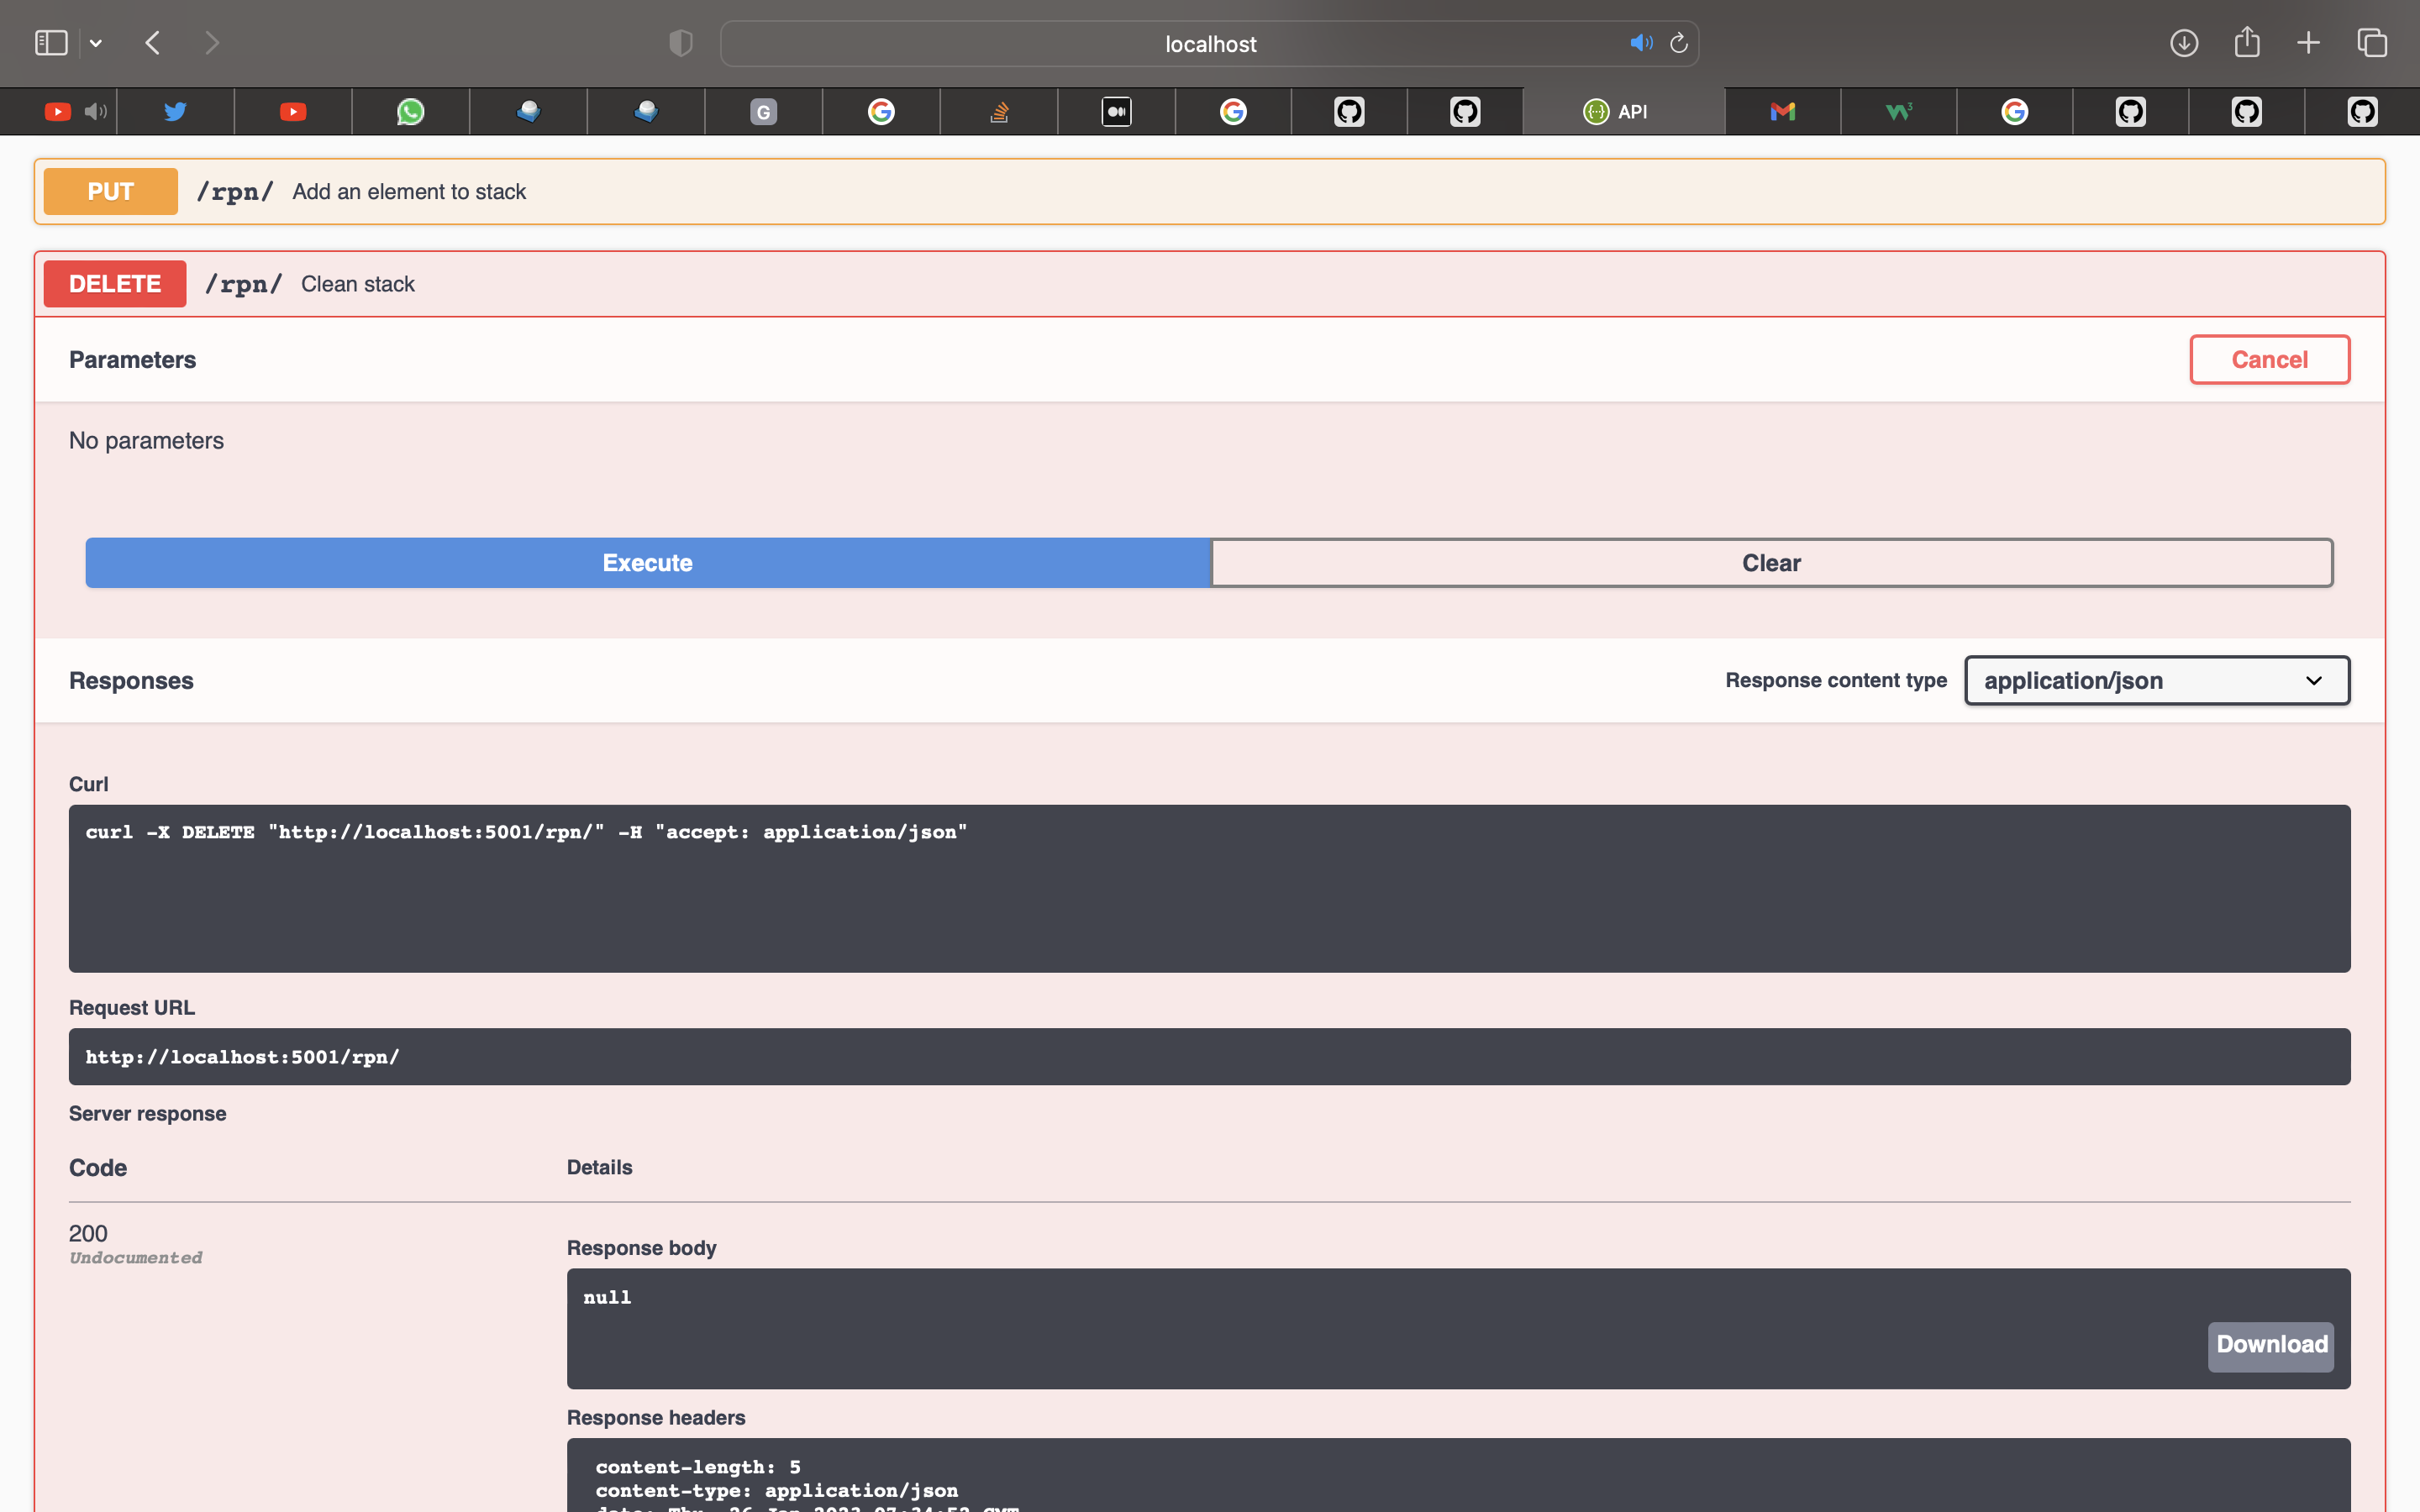 localhost
G
API
PUT /rpn/ Add an element to stack
DELETE /rpn/ Clean stack
Parameters
Cancel
No parameters
Execute
Clear
Responses
Response content type
application/json
Curl
curl -X DELETE "http://localhost:5001/rpn/" -H "accept: application/json"
Request URL
http://localhost:5001/rpn/
Server response
Code
Details
200
Undocumented
Response body
null
Download
Response headers
content-length: 5
content-type: application/json